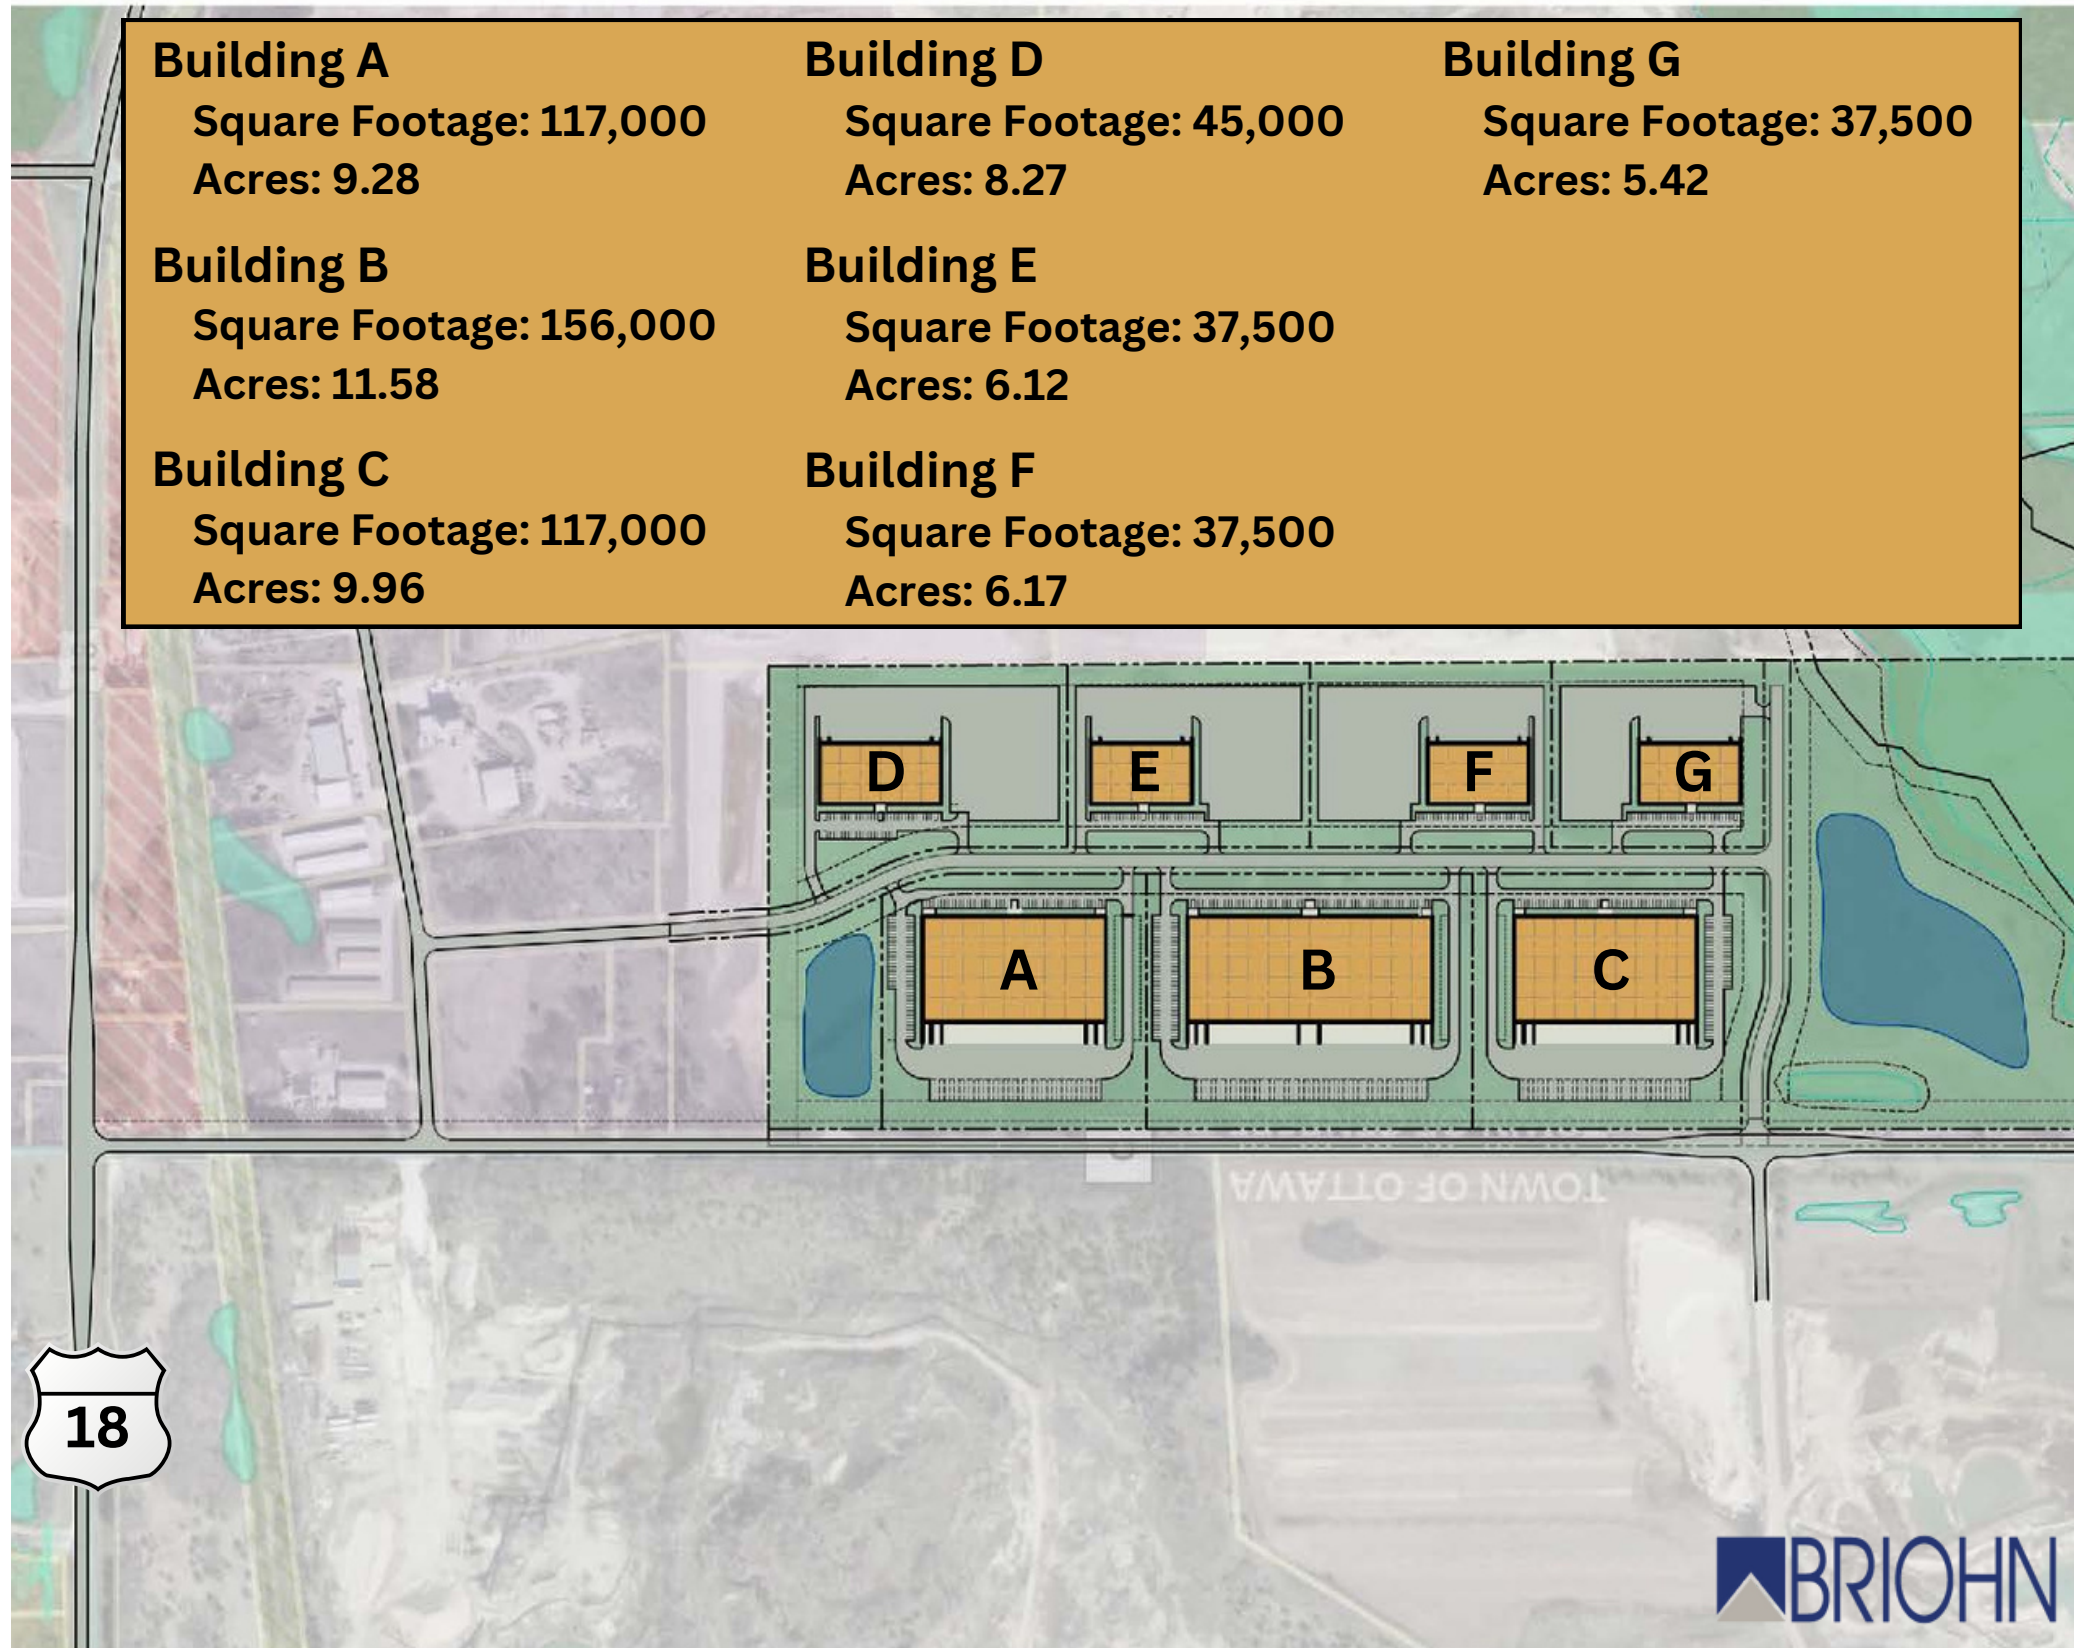 Building A
Square Footage: 117,000
Acres: 9.28
Building B
Square Footage: 156,000
Acres: 11.58
Building C
Square Footage: 117,000
Acres: 9.96
Building D
Square Footage: 45,000
Acres: 8.27
Building E
Square Footage: 37,500
Acres: 6.12
Building F
Square Footage: 37,500
Acres: 6.17
Building G
Square Footage: 37,500
Acres: 5.42
D
E
F
G
A
B
C
TOWN OF OTTAWA
18
BRIOHN